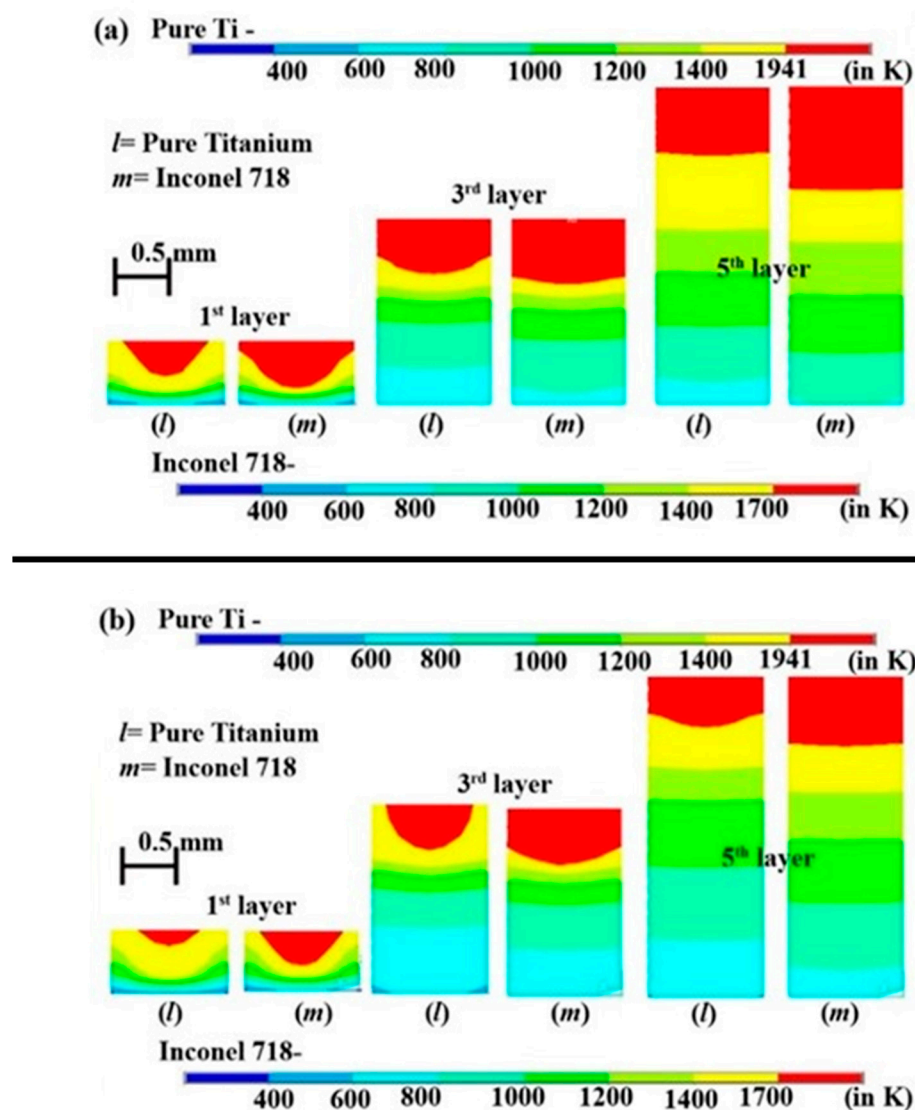 (a) Pure Ti -
400 600 800 1000 1200 1400 1941 (in K)
l= Pure Titanium
m= Inconel 718
3rd layer
0.5 mm
5th layer
1st layer
(l) (m) (l) (m) (l) (m)
Inconel 718-
400 600 800 1000 1200 1400 1700 (in K)
(b) Pure Ti -
400 600 800 1000 1200 1400 1941 (in K)
l= Pure Titanium
m= Inconel 718
3rd layer
0.5 mm
5th layer
1st layer
(l) (m) (l) (m) (l) (m)
Inconel 718-
400 600 800 1000 1200 1400 1700 (in K)